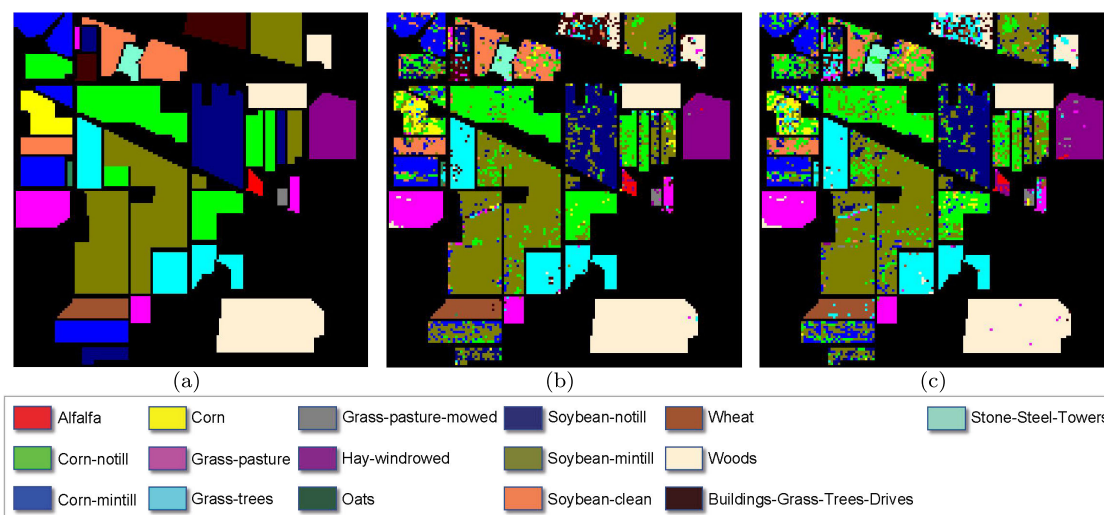 (a) (b) (c)
Alfalfa Corn Grass-pasture-mowed Soybean-notill Wheat Stone-Steel-Towers
Corn-notill Grass-pasture Hay-windrowed Soybean-mintill Woods
Corn-mintill Grass-trees Oats Soybean-clean Buildings-Grass-Trees-Drives